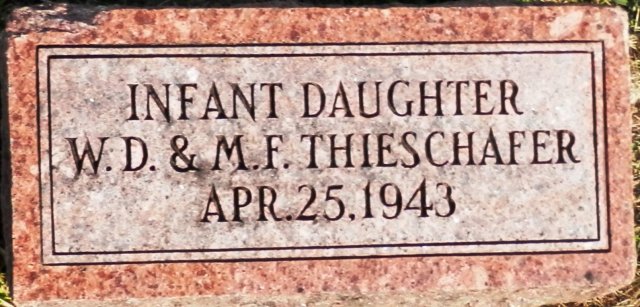 INFANT DAUGHTER
W.D. & M.F. THIESCHAFER
APR.25,1943